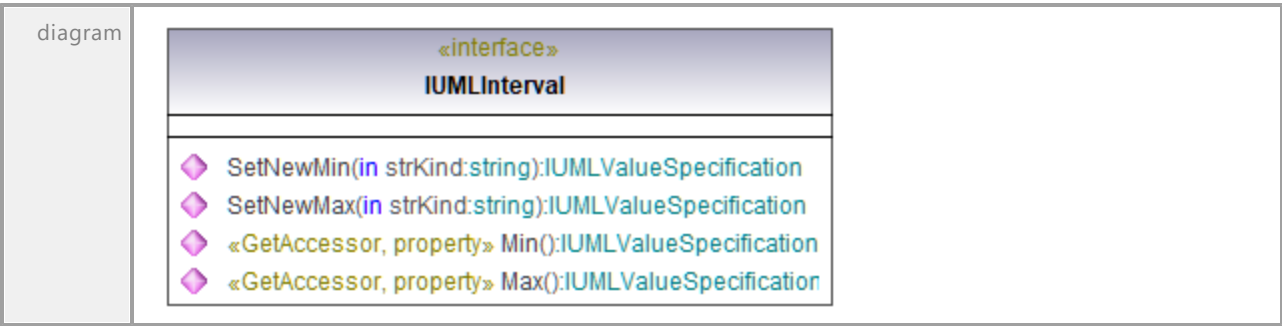 diagram
«interface»
IUMLInterval
SetNewMin(in strKind:string):IUMLValueSpecification
SetNewMax(in strKind:string):IUMLValueSpecification
«GetAccessor, property» Min():IUMLValueSpecification
«GetAccessor, property» Max():IUMLValueSpecification